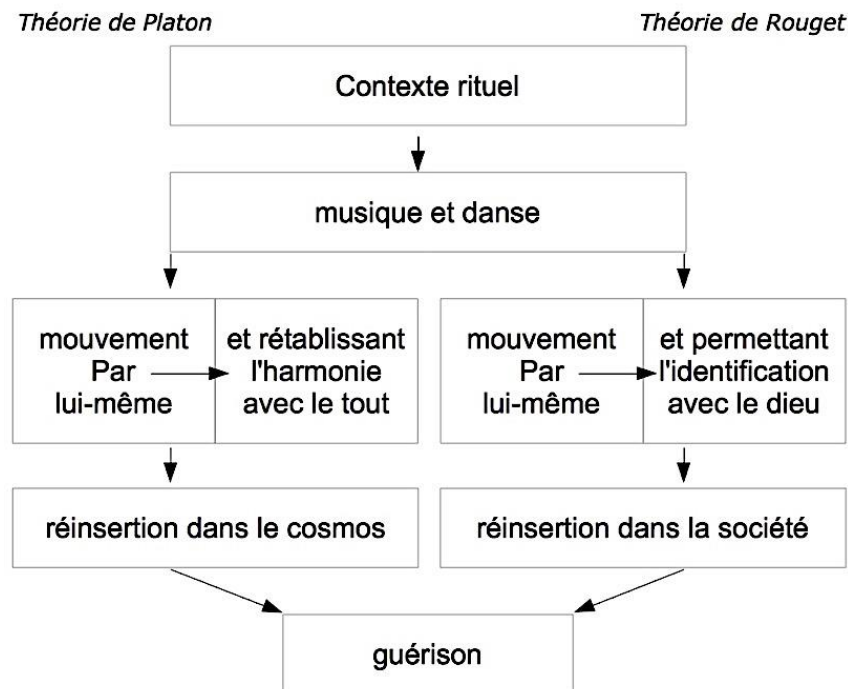 Théorie de Platon
Théorie de Rouget
Contexte rituel
musique et danse
mouvement
Par
lui-même
et rétablissant
l'harmonie
avec le tout
mouvement
Par
lui-même
et permettant
l'identification
avec le dieu
réinsertion dans le cosmos
réinsertion dans la société
guérison